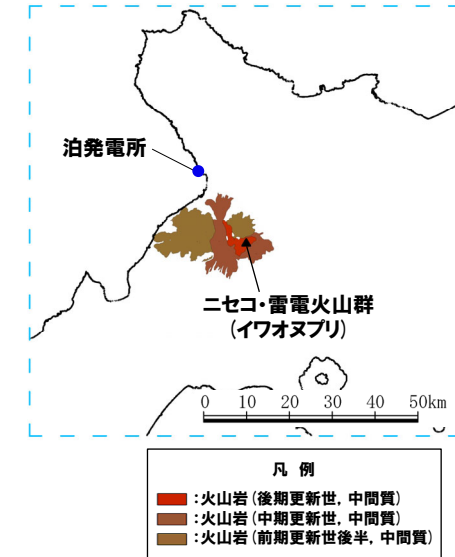 泊発電所
ニセコ・雷電火山群
(イワオヌプリ)
0 10 20 30 40 50km
凡 例
:火山岩(後期更新世,中間質)
:火山岩(中期更新世,中間質)
:火山岩(前期更新世後半,中間質)